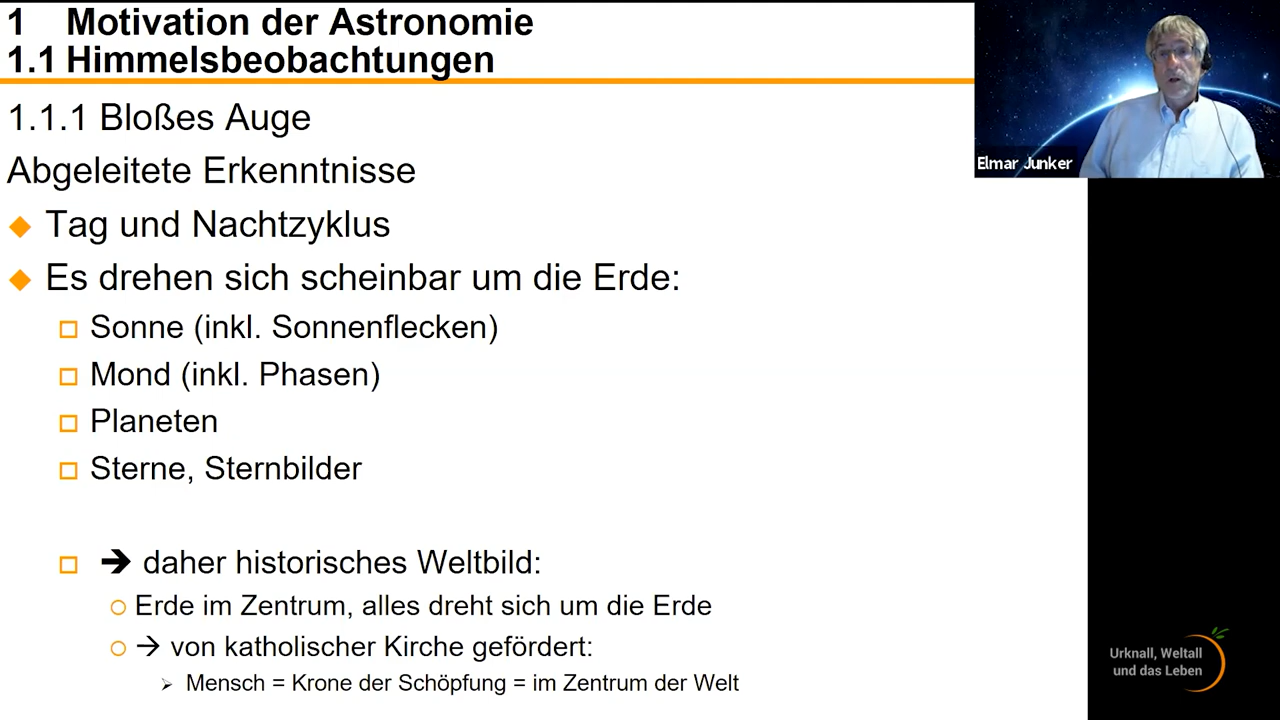 1 Motivation der Astronomie
1.1 Himmelsbeobachtungen
1.1.1 Bloßes Auge
Abgeleitete Erkenntnisse
Tag und Nachtzyklus
Es drehen sich scheinbar um die Erde:
Sonne (inkl. Sonnenflecken)
Mond (inkl. Phasen)
Planeten
Sterne, Sternbilder
➔ daher historisches Weltbild:
Erde im Zentrum, alles dreht sich um die Erde
→ von katholischer Kirche gefördert:
Mensch = Krone der Schöpfung = im Zentrum der Welt
Elmar Junker
Urknall, Weltall
und das Leben